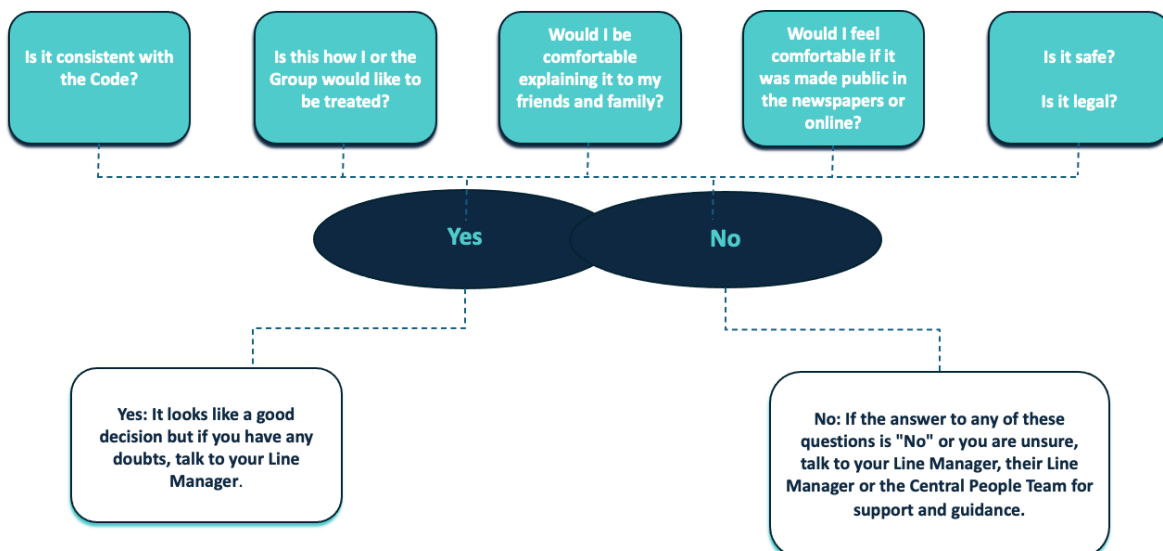 Is it consistent with
the Code?
Is this how I or the
Group would like to
be treated?
Would I be
comfortable
explaining it to my
friends and family?
Would I feel
comfortable if it
was made public in
the newspapers or
online?
Is it safe?
Is it legal?
Yes
No
Yes: It looks like a good
decision but if you have any
doubts, talk to your Line
Manager.
No: If the answer to any of these
questions is "No" or you are unsure,
talk to your Line Manager, their Line
Manager or the Central People Team for
support and guidance.